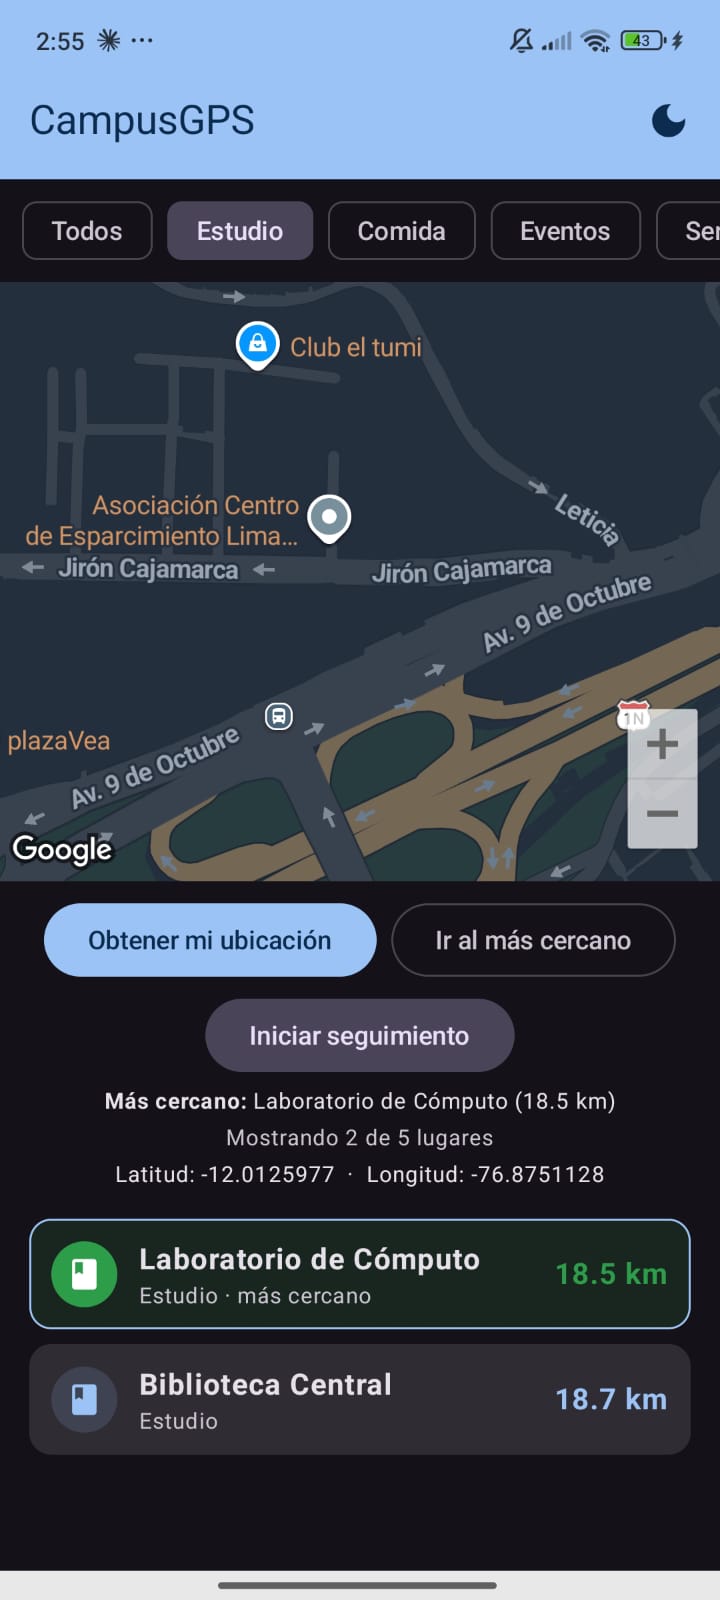 2:55
43
CampusGPS
Todos
Estudio
Comida
Eventos
Ser
Club el tumi
Asociación Centro
de Esparcimiento Lima...
Leticia
Jirón Cajamarca
Jirón Cajamarca
Av. 9 de Octubre
1N
plazaVea
Av. 9 de Octubre
Google
Obtener mi ubicación
Ir al más cercano
Iniciar seguimiento
Más cercano: Laboratorio de Cómputo (18.5 km)
Mostrando 2 de 5 lugares
Latitud: -12.0125977 · Longitud: -76.8751128
Laboratorio de Cómputo
Estudio · más cercano
18.5 km
Biblioteca Central
Estudio
18.7 km